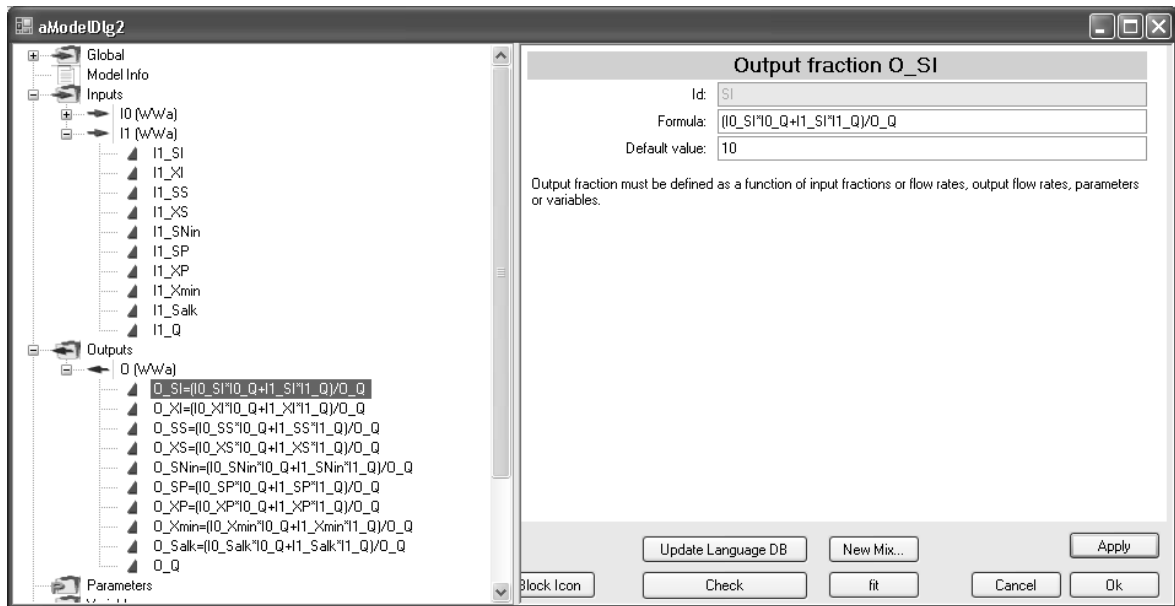 aModelDlg2
Global
Model Info
Inputs
I0 (WWa)
I1 (WWa)
I1_SI
I1_XI
I1_SS
I1_XS
I1_SNin
I1_SP
I1_XP
I1_Xmin
I1_Salk
I1_Q
Outputs
O (WWa)
O_SI=(I0_SI*I0_Q+I1_SI*I1_Q)/O_Q
O_XI=(I0_XI*I0_Q+I1_XI*I1_Q)/O_Q
O_SS=(I0_SS*I0_Q+I1_SS*I1_Q)/O_Q
O_XS=(I0_XS*I0_Q+I1_XS*I1_Q)/O_Q
O_SNin=(I0_SNin*I0_Q+I1_SNin*I1_Q)/O_Q
O_SP=(I0_SP*I0_Q+I1_SP*I1_Q)/O_Q
O_XP=(I0_XP*I0_Q+I1_XP*I1_Q)/O_Q
O_Xmin=(I0_Xmin*I0_Q+I1_Xmin*I1_Q)/O_Q
O_Salk=(I0_Salk*I0_Q+I1_Salk*I1_Q)/O_Q
O_Q
Parameters
Output fraction O_SI
Id: SI
Formula: (I0_SI*I0_Q+I1_SI*I1_Q)/O_Q
Default value: 10
Output fraction must be defined as a function of input fractions or flow rates, output flow rates, parameters
or variables.
Update Language DB New Mix... Apply
Block Icon Check fit Cancel Ok